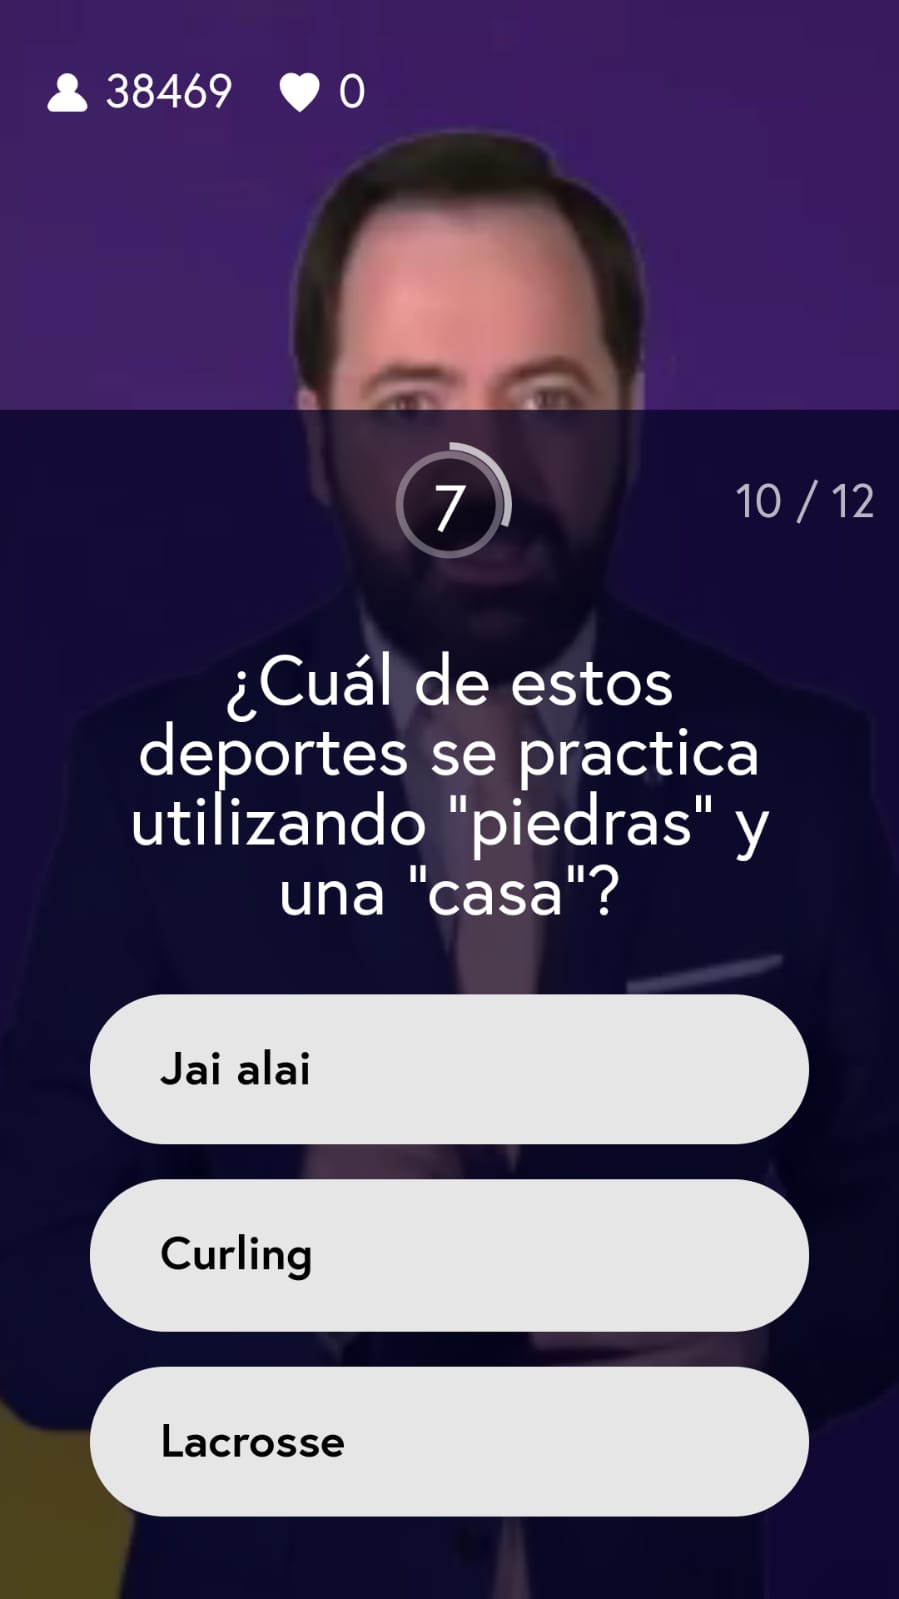 38469 0
7
10 / 12
¿Cuál de estos
deportes se practica
utilizando "piedras" y
una "casa"?
Jai alai
Curling
Lacrosse